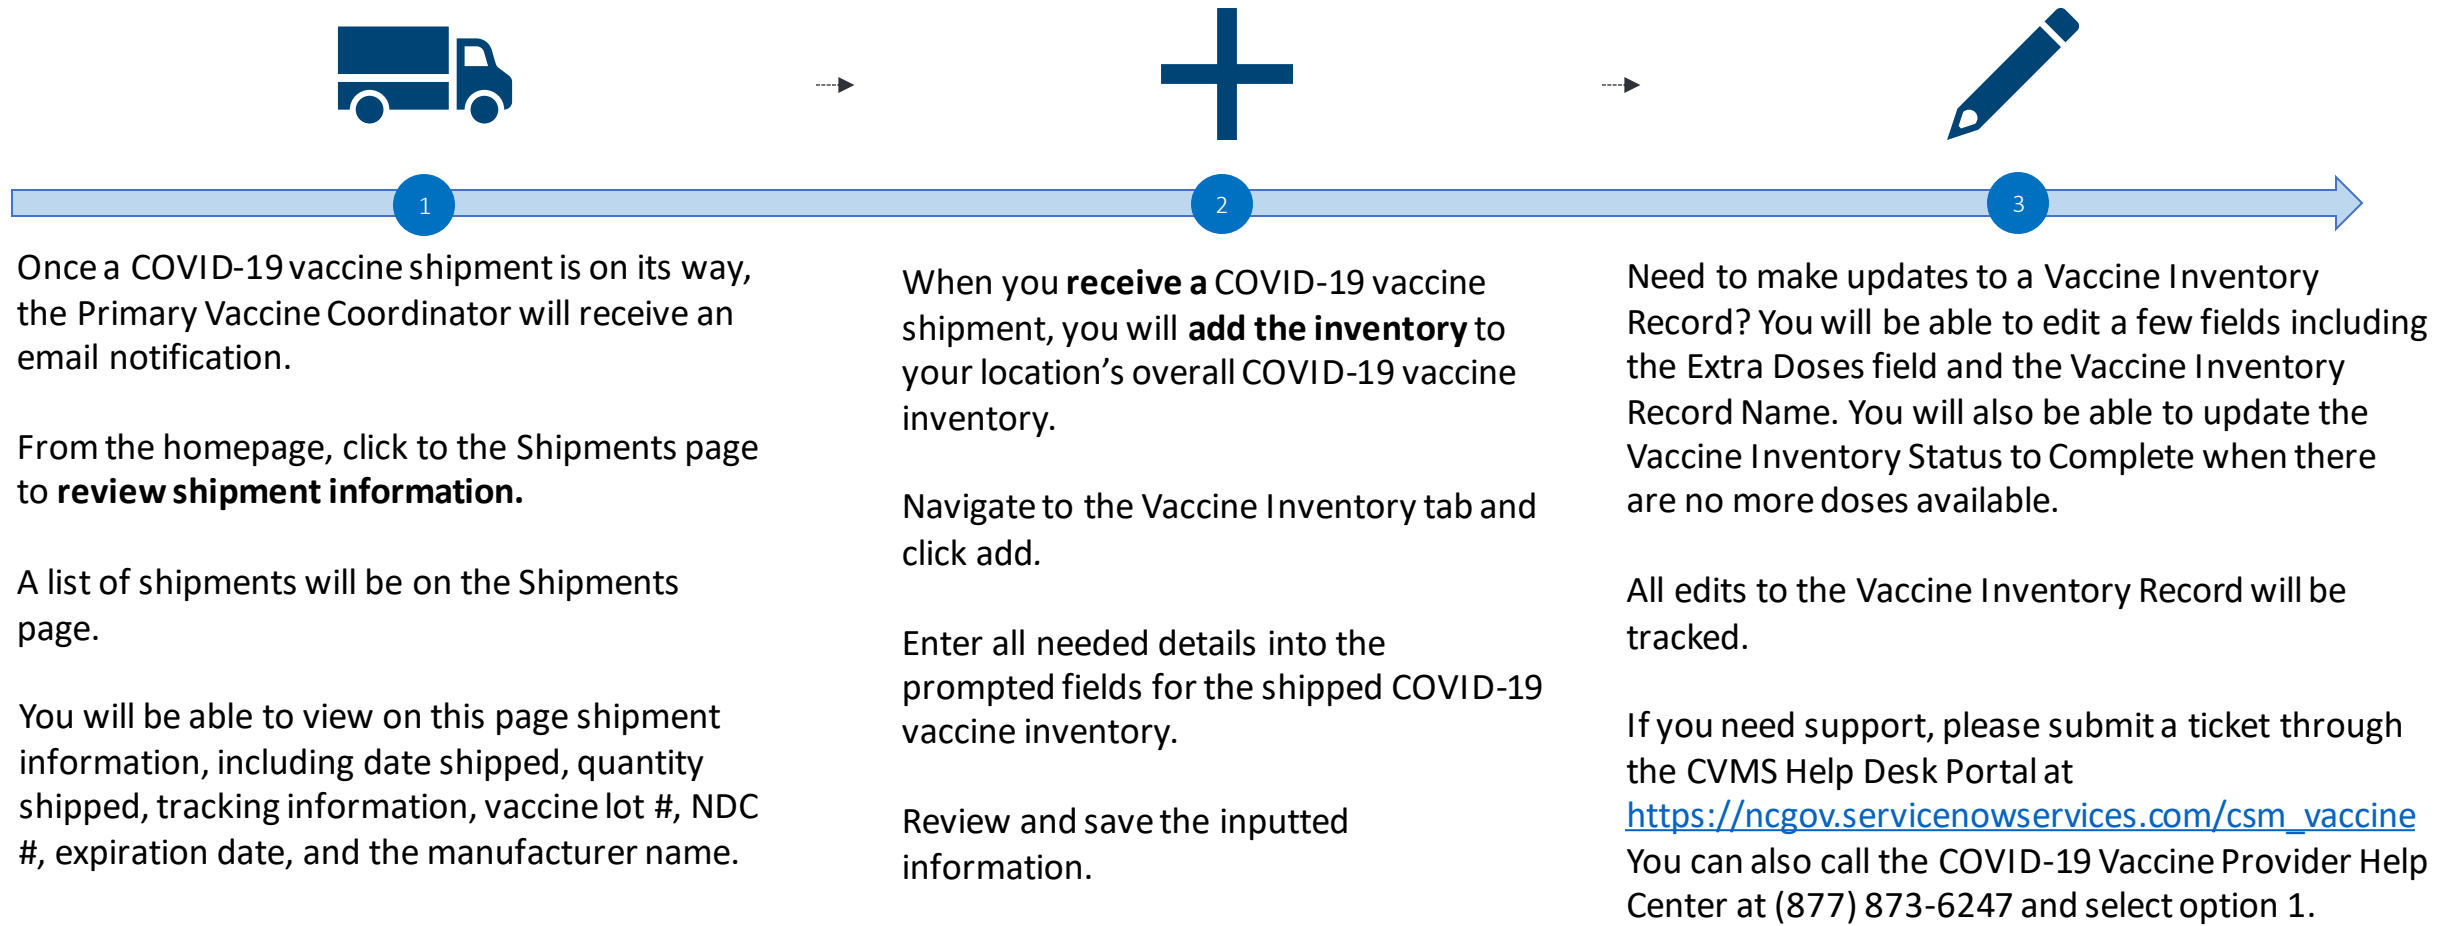 1
Once a COVID-19 vaccine shipment is on its way,
the Primary Vaccine Coordinator will receive an
email notification.
From the homepage, click to the Shipments page
to review shipment information.
A list of shipments will be on the Shipments
page.
You will be able to view on this page shipment
information, including date shipped, quantity
shipped, tracking information, vaccine lot #, NDC
#, expiration date, and the manufacturer name.
2
When you receive a COVID-19 vaccine
shipment, you will add the inventory to
your location’s overall COVID-19 vaccine
inventory.
Navigate to the Vaccine Inventory tab and
click add.
Enter all needed details into the
prompted fields for the shipped COVID-19
vaccine inventory.
Review and save the inputted
information.
3
Need to make updates to a Vaccine Inventory
Record? You will be able to edit a few fields including
the Extra Doses field and the Vaccine Inventory
Record Name. You will also be able to update the
Vaccine Inventory Status to Complete when there
are no more doses available.
All edits to the Vaccine Inventory Record will be
tracked.
If you need support, please submit a ticket through
the CVMS Help Desk Portal at
https://ncgov.servicenowservices.com/csm_vaccine
You can also call the COVID-19 Vaccine Provider Help
Center at (877) 873-6247 and select option 1.